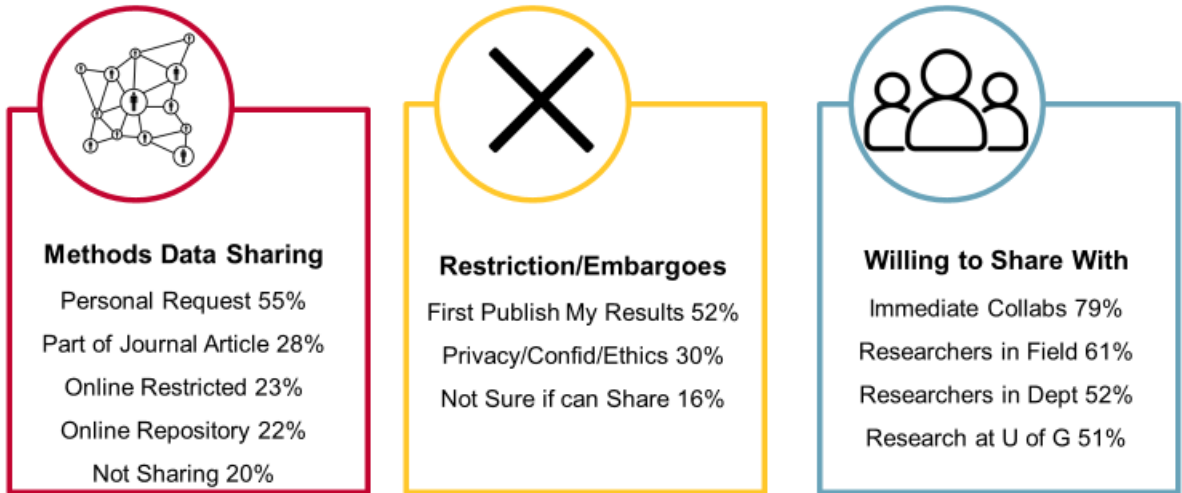 Methods Data Sharing
Personal Request 55%
Part of Journal Article 28%
Online Restricted 23%
Online Repository 22%
Not Sharing 20%
Restriction/Embargoes
First Publish My Results 52%
Privacy/Confid/Ethics 30%
Not Sure if can Share 16%
Willing to Share With
Immediate Collabs 79%
Researchers in Field 61%
Researchers in Dept 52%
Research at U of G 51%